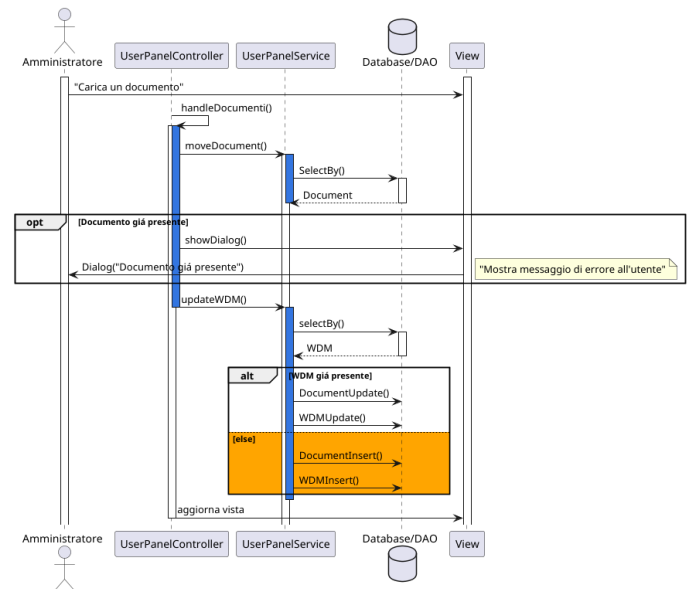 Amministratore
UserPanelController
UserPanelService
Database/DAO
View
"Carica un documento"
handleDocumenti()
moveDocument()
SelectBy()
Document
opt
[Documento giá presente]
showDialog()
Dialog("Documento giá presente")
"Mostra messaggio di errore all'utente"
updateWDM()
selectBy()
WDM
alt
[WDM giá presente]
DocumentUpdate()
WDMUpdate()
[else]
DocumentInsert()
WDMInsert()
aggiorna vista
Amministratore
UserPanelController
UserPanelService
Database/DAO
View